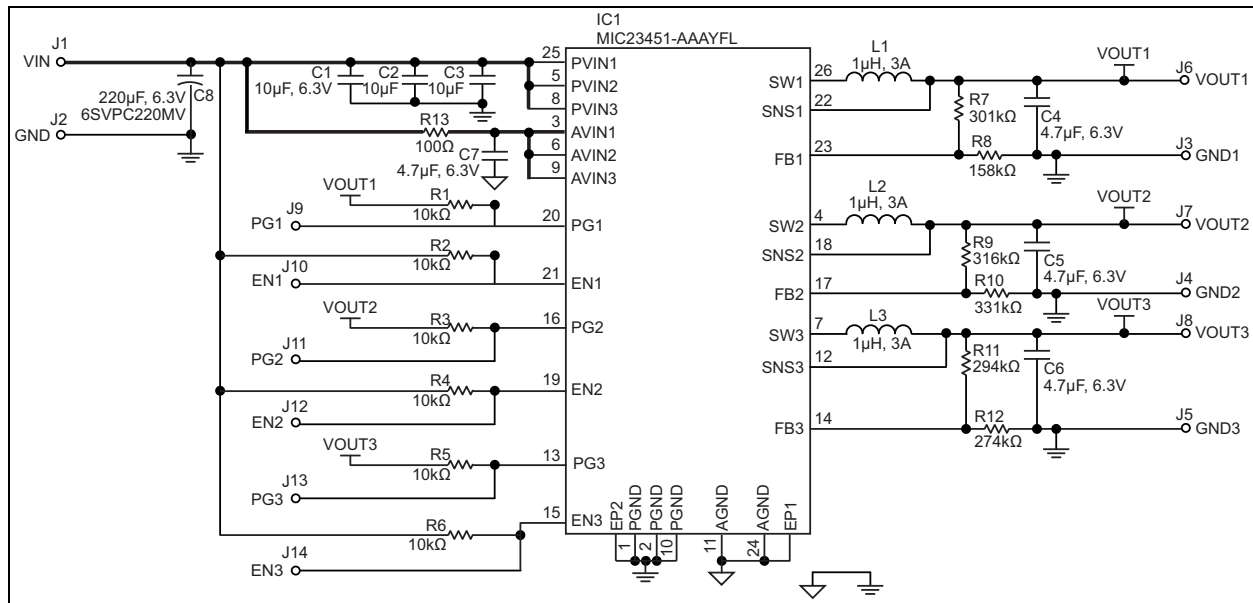 IC1
MIC23451-AAAYFL
J1
VIN
220µF, 6.3V
6SVPC220MV
C8
J2
GND
C1
10µF, 6.3V
C2
10µF
C3
10µF
R13
100Ω
C7
4.7µF, 6.3V
VOUT1
R1
10kΩ
J9
PG1
R2
10kΩ
J10
EN1
VOUT2
R3
10kΩ
J11
PG2
R4
10kΩ
J12
EN2
VOUT3
R5
10kΩ
J13
PG3
R6
10kΩ
J14
EN3
25 PVIN1
5 PVIN2
8 PVIN3
3 AVIN1
6 AVIN2
9 AVIN3
20 PG1
21 EN1
16 PG2
19 EN2
13 PG3
15 EN3
EP2
PGND
PGND
PGND
AGND
AGND
EP1
1
2
10
11
24
SW1 26
SNS1 22
FB1 23
SW2 4
SNS2 18
FB2 17
SW3 7
SNS3 12
FB3 14
L1
1µH, 3A
R7
301kΩ
R8
158kΩ
C4
4.7µF, 6.3V
VOUT1
J6
VOUT1
J3
GND1
L2
1µH, 3A
R9
316kΩ
R10
331kΩ
C5
4.7µF, 6.3V
VOUT2
J7
VOUT2
J4
GND2
L3
1µH, 3A
R11
294kΩ
R12
274kΩ
C6
4.7µF, 6.3V
VOUT3
J8
VOUT3
J5
GND3